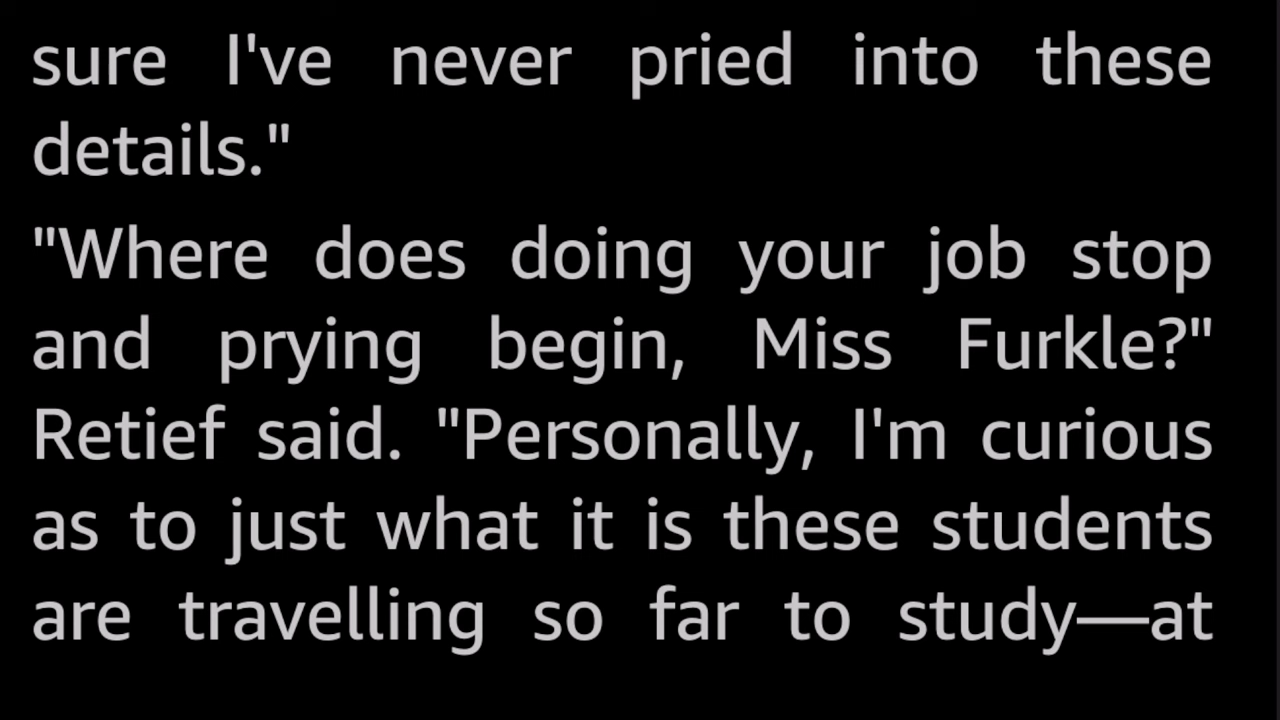 sure I've never pried into these
details."
"Where does doing your job stop
and prying begin, Miss Furkle?"
Retief said. "Personally, I'm curious
as to just what it is these students
are travelling so far to study—at